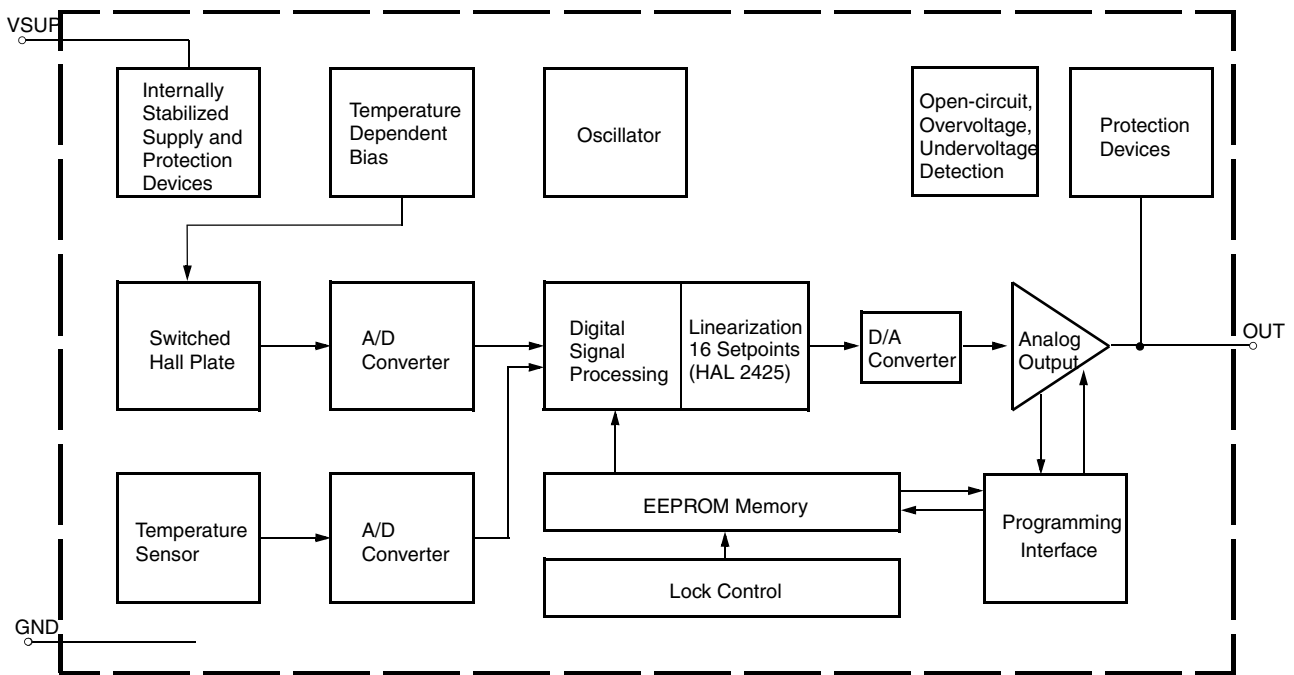 VSUP
Internally
Stabilized
Supply and
Protection
Devices
Temperature
Dependent
Bias
Oscillator
Open-circuit,
Overvoltage,
Undervoltage
Detection
Protection
Devices
Switched
Hall Plate
A/D
Converter
Digital
Signal
Processing
Linearization
16 Setpoints
(HAL 2425)
D/A
Converter
Analog
Output
OUT
Temperature
Sensor
A/D
Converter
EEPROM Memory
Lock Control
Programming
Interface
GND